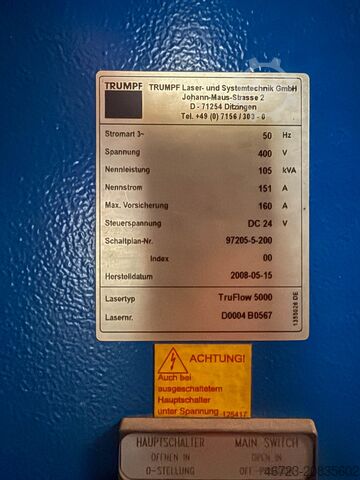 TRUMPF
TRUMPF Laser- und Systemtechnik GmbH
Johann-Maus-Strasse 2
D - 71254 Ditzingen
Tel. +49 (0) 7156 / 303 - 0
Stromart 3~ 50 Hz
Spannung 400 V
Nennleistung 105 kVA
Nennstrom 151 A
Max. Vorsicherung 160 A
Steuerspannung DC 24 V
Schaltplan-Nr. 97205-5-200
Index 00
Herstelldatum 2008-05-15
Lasertyp TruFlow 5000
Lasernr. D0004 B0567
1355026 DE
ACHTUNG!
Auch bei
ausgeschaltetem
Hauptschalter
unter Spannung 125417
HAUPTSCHALTER MAIN SWITCH
ÖFFNEN IN OPEN IN
0-STELLUNG